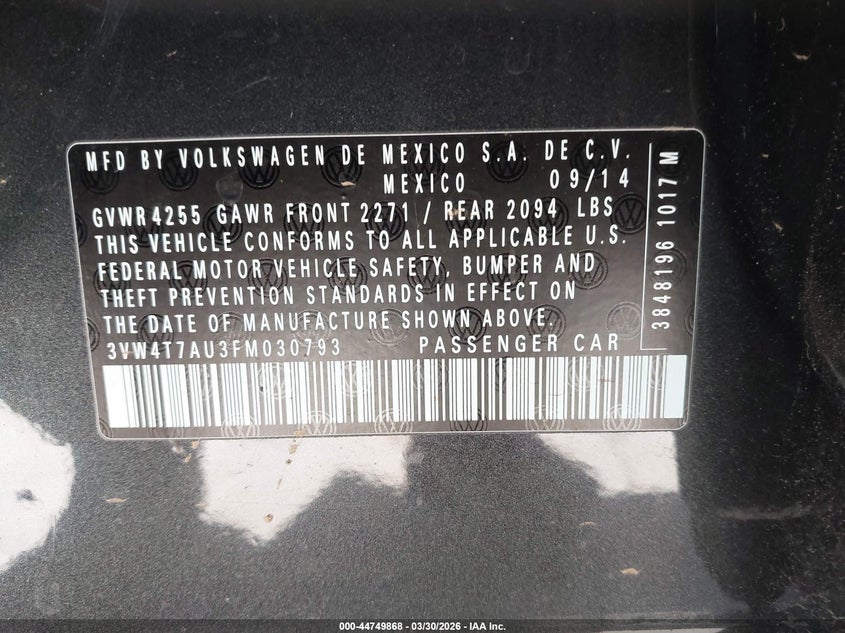 MFD BY VOLKSWAGEN DE MEXICO S.A. DE C.V.
MEXICO 09/14
GVWR 4255 GAWR FRONT 2271 / REAR 2094 LBS
THIS VEHICLE CONFORMS TO ALL APPLICABLE U.S.
FEDERAL MOTOR VEHICLE SAFETY, BUMPER AND
THEFT PREVENTION STANDARDS IN EFFECT ON
THE DATE OF MANUFACTURE SHOWN ABOVE.
3VW4T7AU3FM030793 PASSENGER CAR
3848196 1017 M
000-44749868 - 03/30/2026 - IAA Inc.